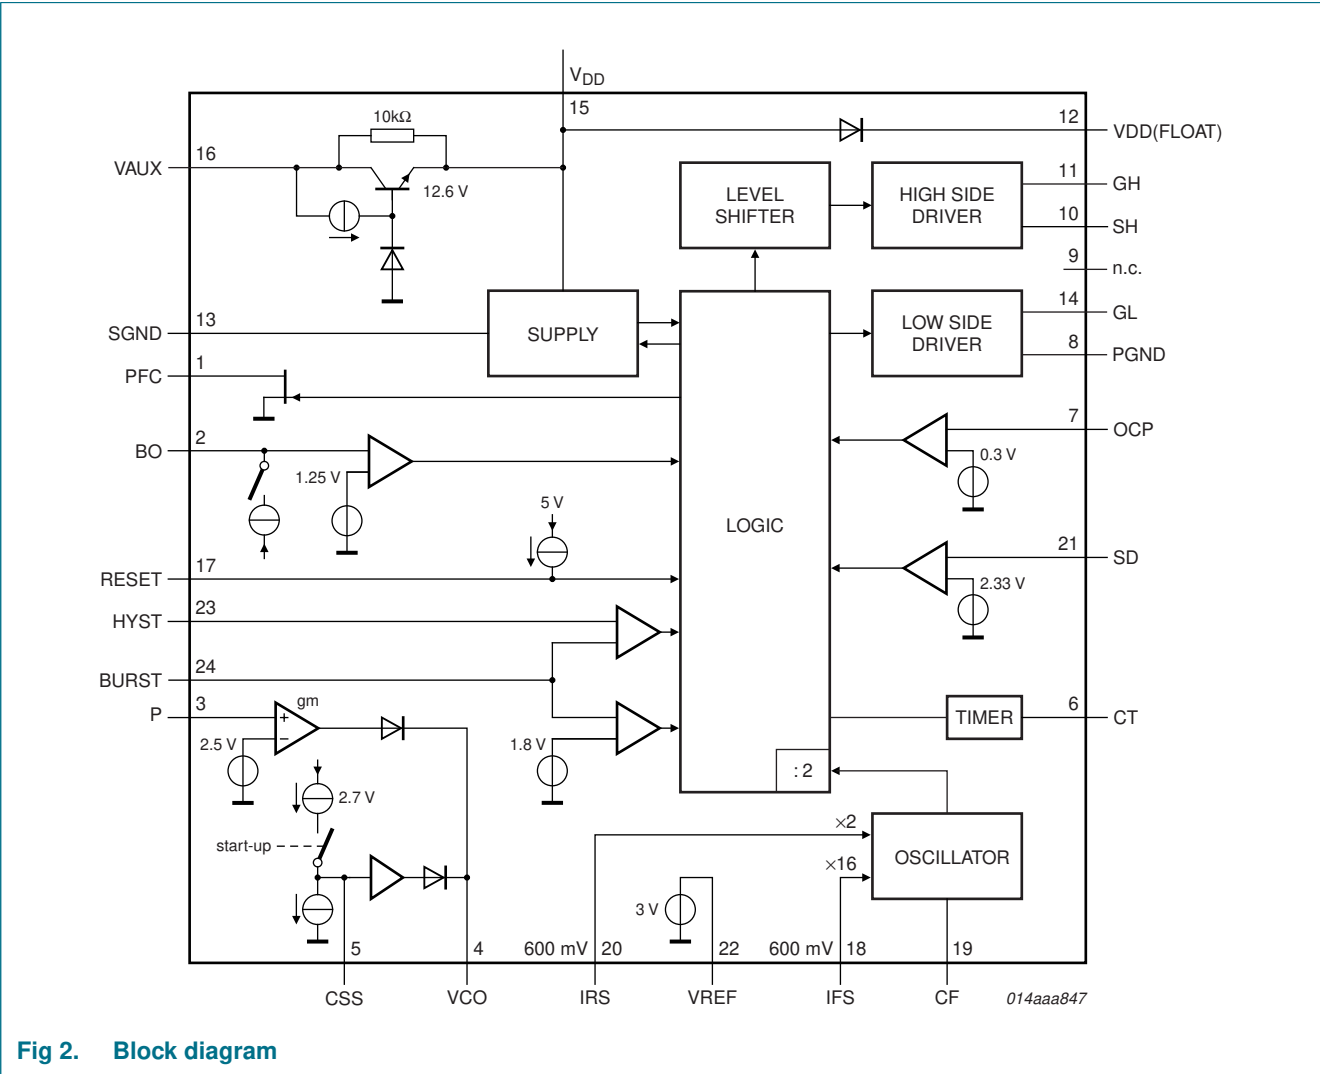 V_DD
15
10kΩ
12
VDD(FLOAT)
VAUX
16
12.6 V
LEVEL
SHIFTER
HIGH SIDE
DRIVER
11
GH
10
SH
9
n.c.
SGND
13
SUPPLY
LOW SIDE
DRIVER
14
GL
8
PGND
PFC
1
BO
2
1.25 V
7
OCP
0.3 V
5 V
LOGIC
RESET
17
21
SD
2.33 V
HYST
23
BURST
24
P
3
gm
+
−
2.5 V
1.8 V
TIMER
6
CT
: 2
2.7 V
start-up
×2
×16
OSCILLATOR
3 V
5
4
600 mV
20
22
600 mV
18
19
CSS
VCO
IRS
VREF
IFS
CF
014aaa847
Fig 2. Block diagram